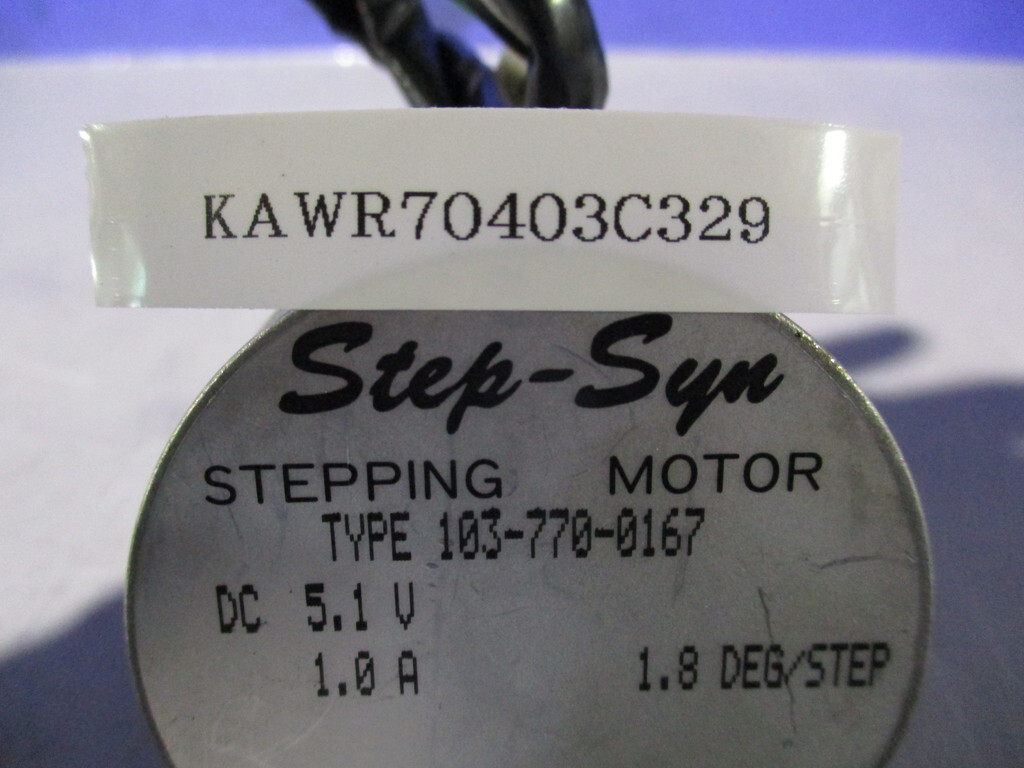 KAWR70403C329
Step-Syn
STEPPING MOTOR
TYPE 103-770-0167
DC 5.1 V
1.0 A 1.8 DEG/STEP